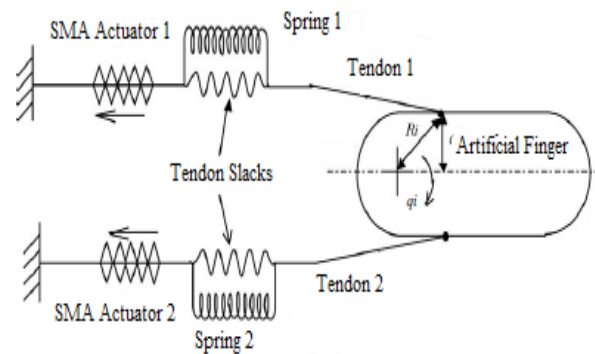 SMA Actuator 1
Spring 1
Tendon 1
Ri
Artificial Finger
Tendon Slacks
qi
SMA Actuator 2
Tendon 2
Spring 2